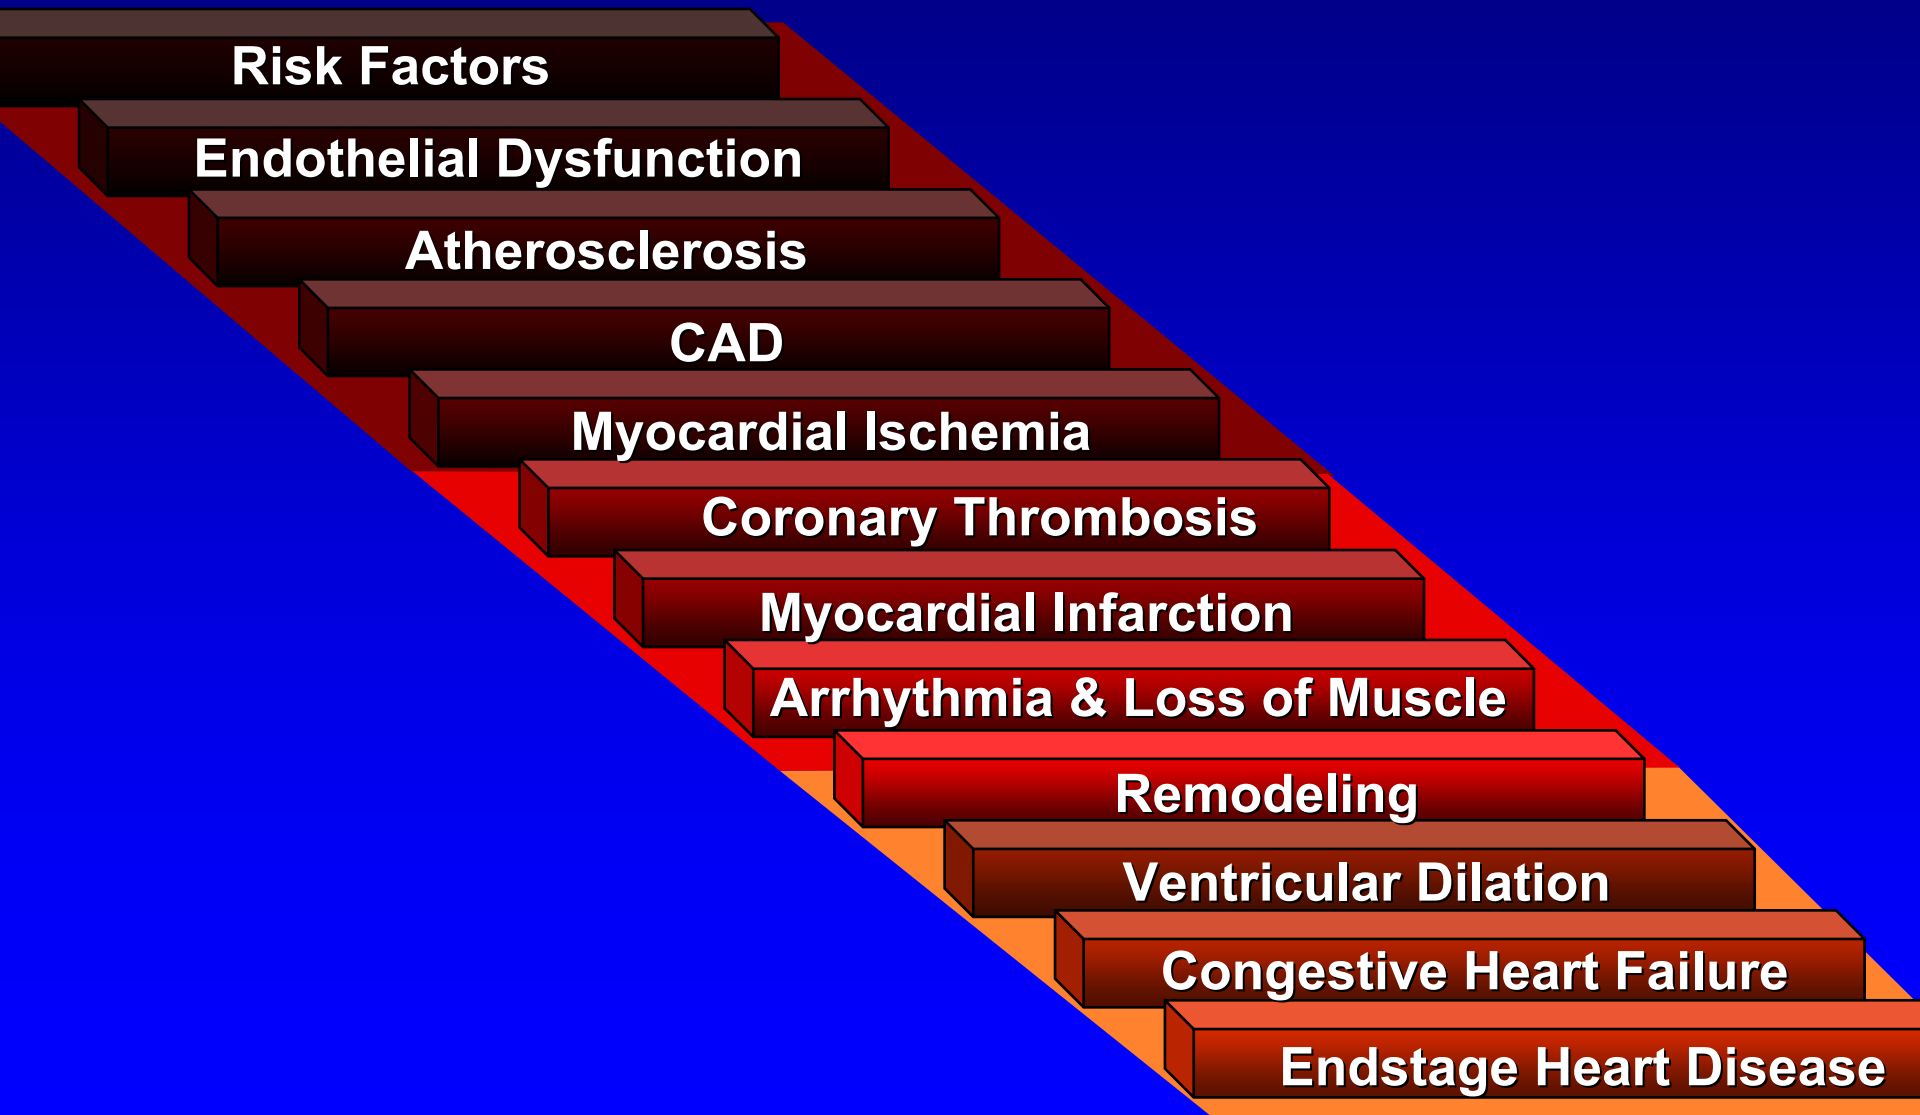 Risk Factors
Endothelial Dysfunction
Atherosclerosis
CAD
Myocardial Ischemia
Coronary Thrombosis
Myocardial Infarction
Arrhythmia & Loss of Muscle
Remodeling
Ventricular Dilation
Congestive Heart Failure
Endstage Heart Disease